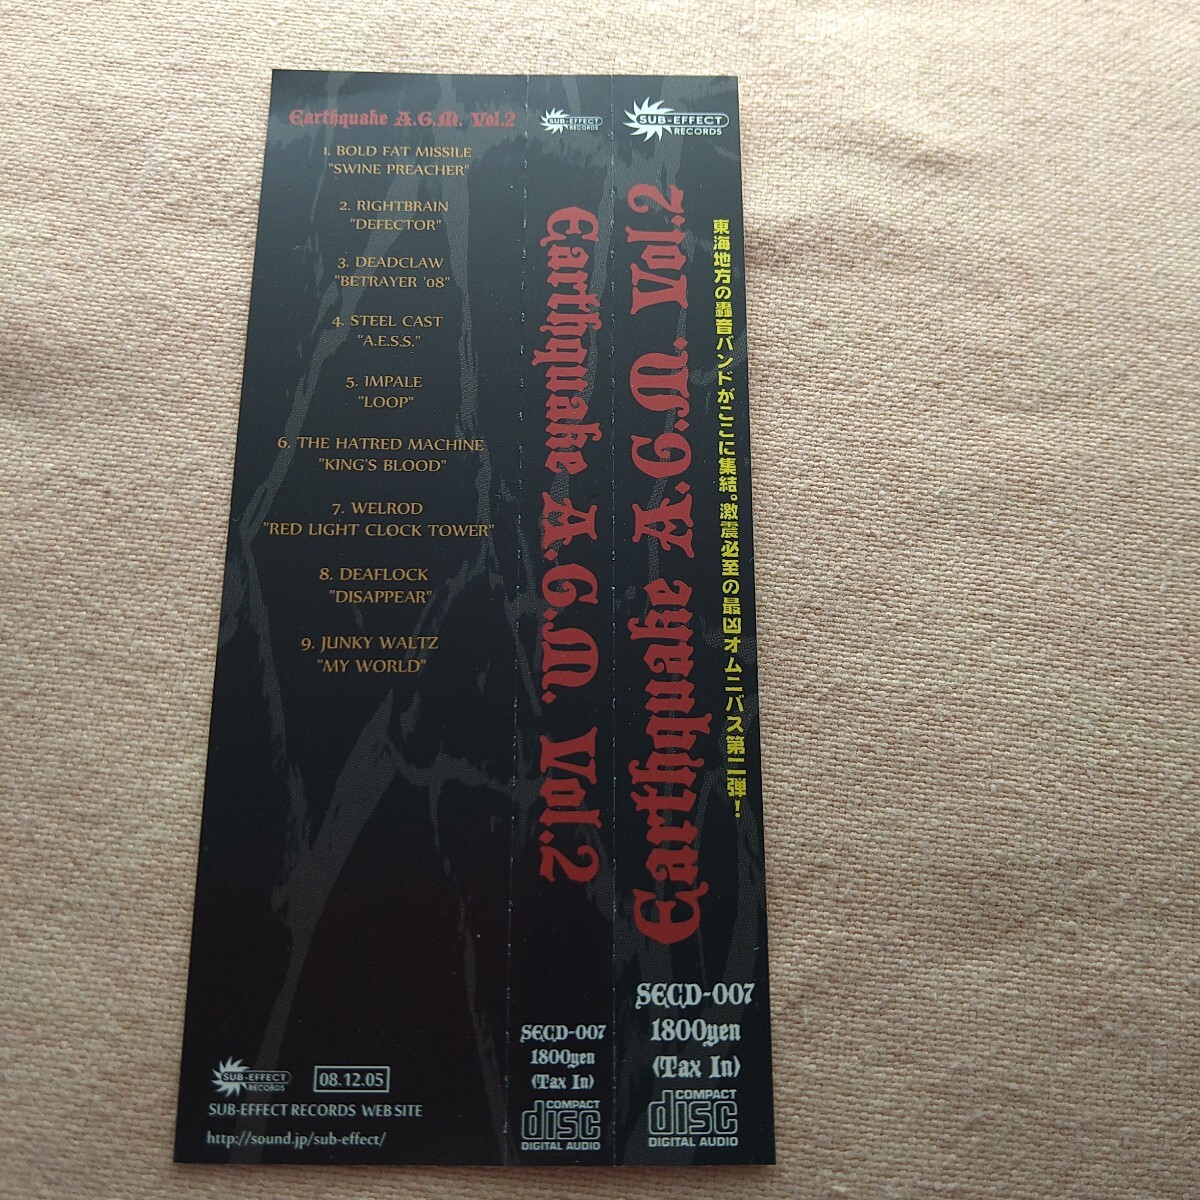 Earthquake A.G.M. Vol.2
1. BOLD FAT MISSILE
"SWINE PREACHER"
2. RIGHTBRAIN
"DEFECTOR"
3. DEADCLAW
"BETRAYER '08"
4. STEEL CAST
"A.E.S.S."
5. IMPALE
"LOOP"
6. THE HATRED MACHINE
"KING'S BLOOD"
7. WELROD
"RED LIGHT CLOCK TOWER"
8. DEAFLOCK
"DISAPPEAR"
9. JUNKY WALTZ
"MY WORLD"
SUB-EFFECT
RECORDS
08.12.05
SUB-EFFECT RECORDS WEB SITE
http://sound.jp/sub-effect/
SUB-EFFECT
RECORDS
Earthquake A.G.M. Vol.2
SECD-007
1800yen
(Tax In)
COMPACT
disc
DIGITAL AUDIO
SUB-EFFECT
RECORDS
Earthquake A.G.M. Vol.2
東海地方の轟音バンドがここに集結。激震必至の最凶オムニバス第二弾!
SECD-007
1800yen
(Tax In)
COMPACT
disc
DIGITAL AUDIO